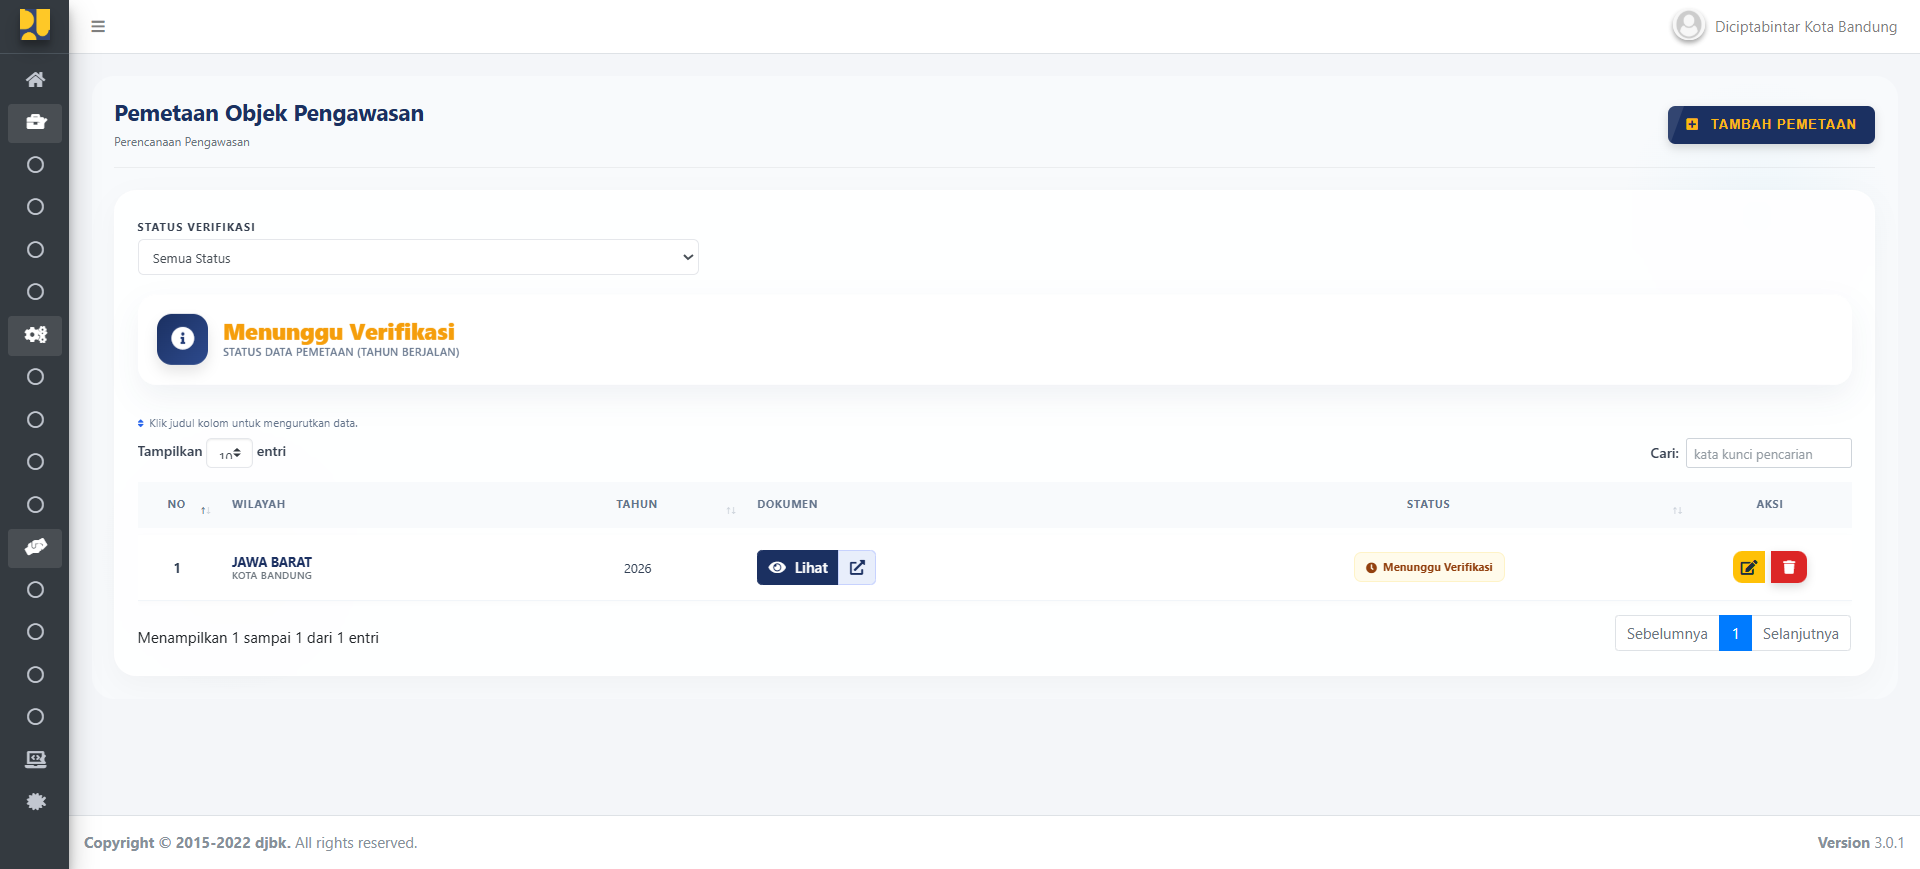 Diciptabintar Kota Bandung
Pemetaan Objek Pengawasan
Perencanaan Pengawasan
TAMBAH PEMETAAN
STATUS VERIFIKASI
Semua Status
Menunggu Verifikasi
STATUS DATA PEMETAAN (TAHUN BERJALAN)
Klik judul kolom untuk mengurutkan data.
Tampilkan 10 entri
Cari: kata kunci pencarian
NO WILAYAH TAHUN DOKUMEN STATUS AKSI
1 JAWA BARAT 2026 Lihat Menunggu Verifikasi
KOTA BANDUNG
Menampilkan 1 sampai 1 dari 1 entri
Sebelumnya 1 Selanjutnya
Copyright © 2015-2022 djbk. All rights reserved.
Version 3.0.1